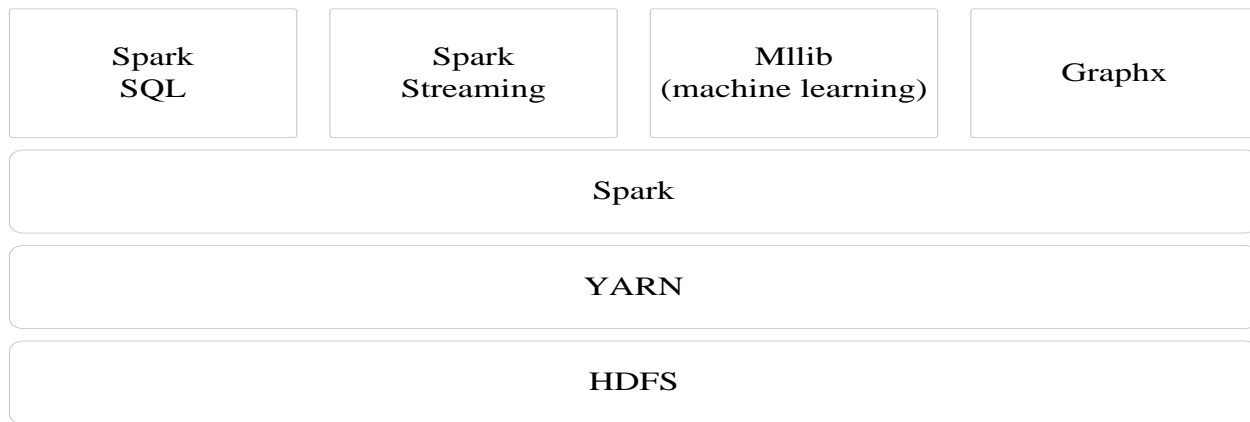 Spark
SQL
Spark
Streaming
Mllib
(machine learning)
Graphx
Spark
YARN
HDFS